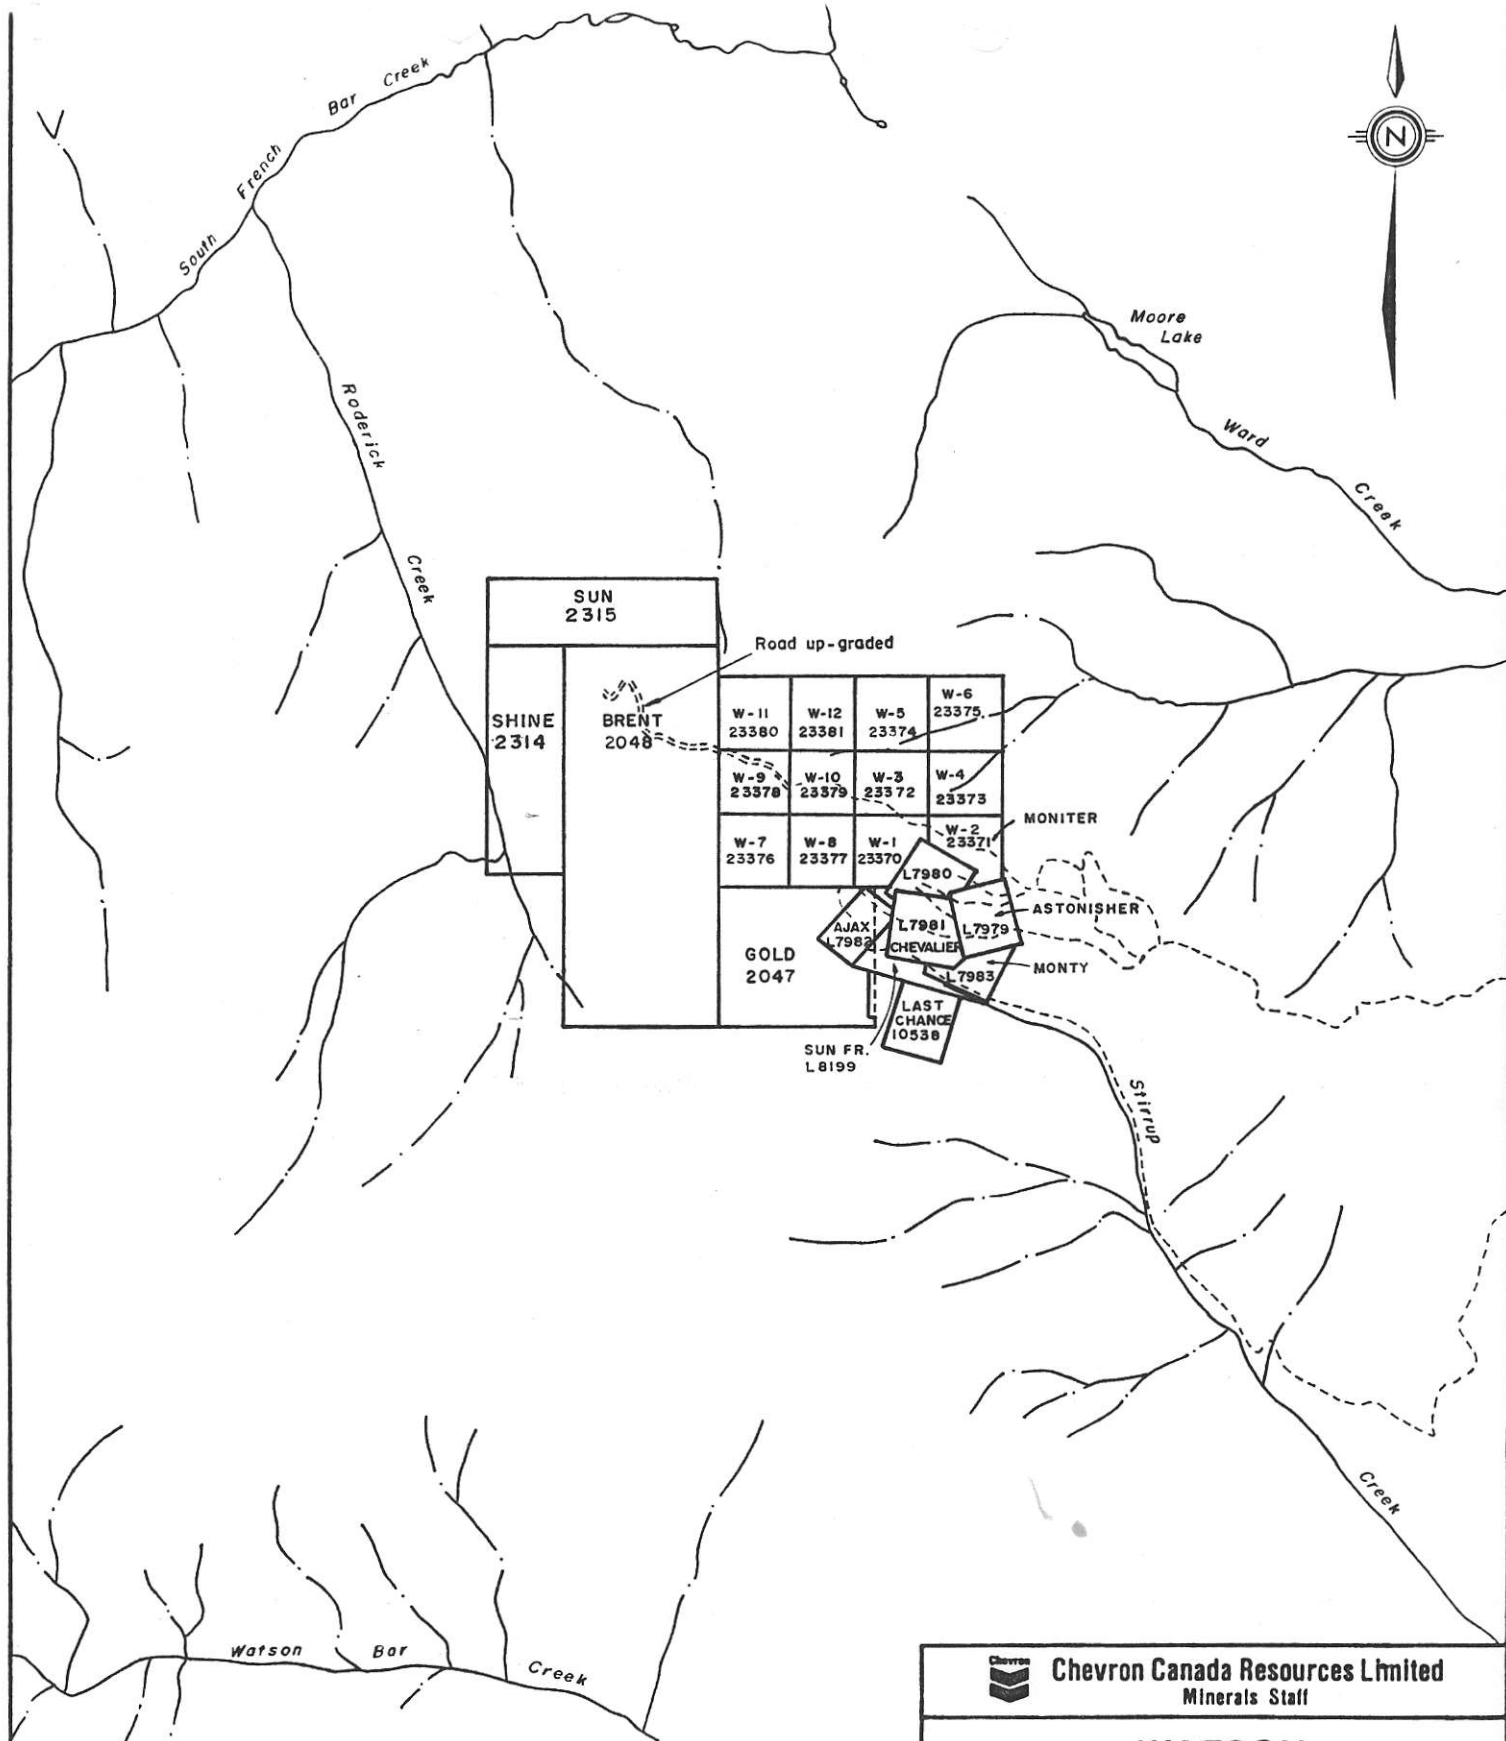 South French Bar Creek
N
Moore
Lake
Ward Creek
Roderick Creek
SUN
2315
Road up-graded
SHINE
2314
BRENT
2048
W-11
23380
W-12
23381
W-5
23374
W-6
23375
W-9
23378
W-10
23379
W-3
23372
W-4
23373
W-7
23376
W-8
23377
W-1
23370
W-2
23371
MONITER
L7980
ASTONISHER
L7979
L7981
CHEVALIER
AJAX
L7982
MONTY
L7983
GOLD
2047
LAST
CHANCE
10538
SUN FR.
L8199
Stirrup Creek
Watson Bar Creek
Chevron
Chevron Canada Resources Limited
Minerals Staff